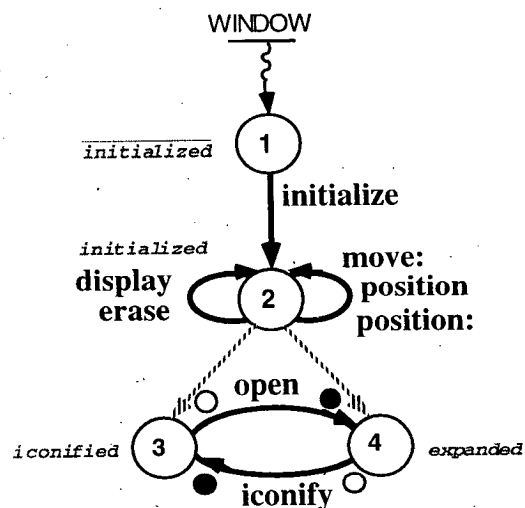 WINDOW
1
initialized
initialize
initialized
display
erase
2
move:
position
position:
open
iconified
3
4
expanded
iconify